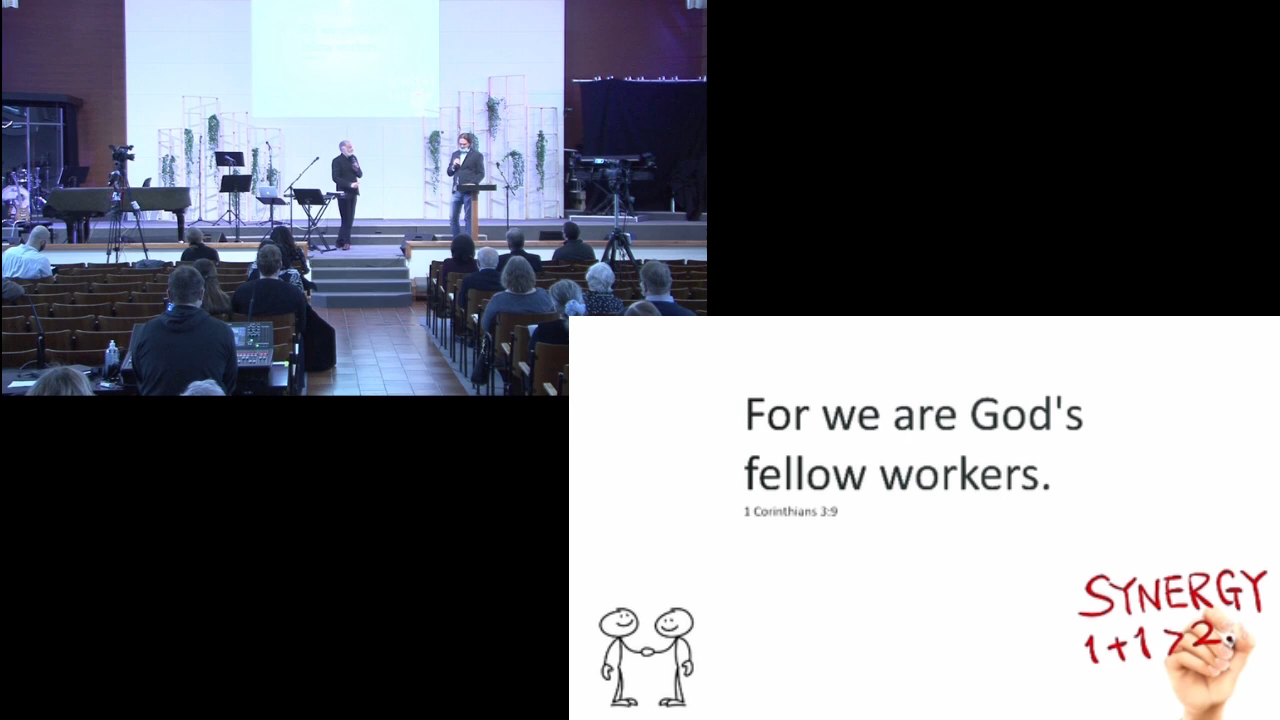 For we are God's
fellow workers.
1 Corinthians 3:9
SYNERGY
1+1>2